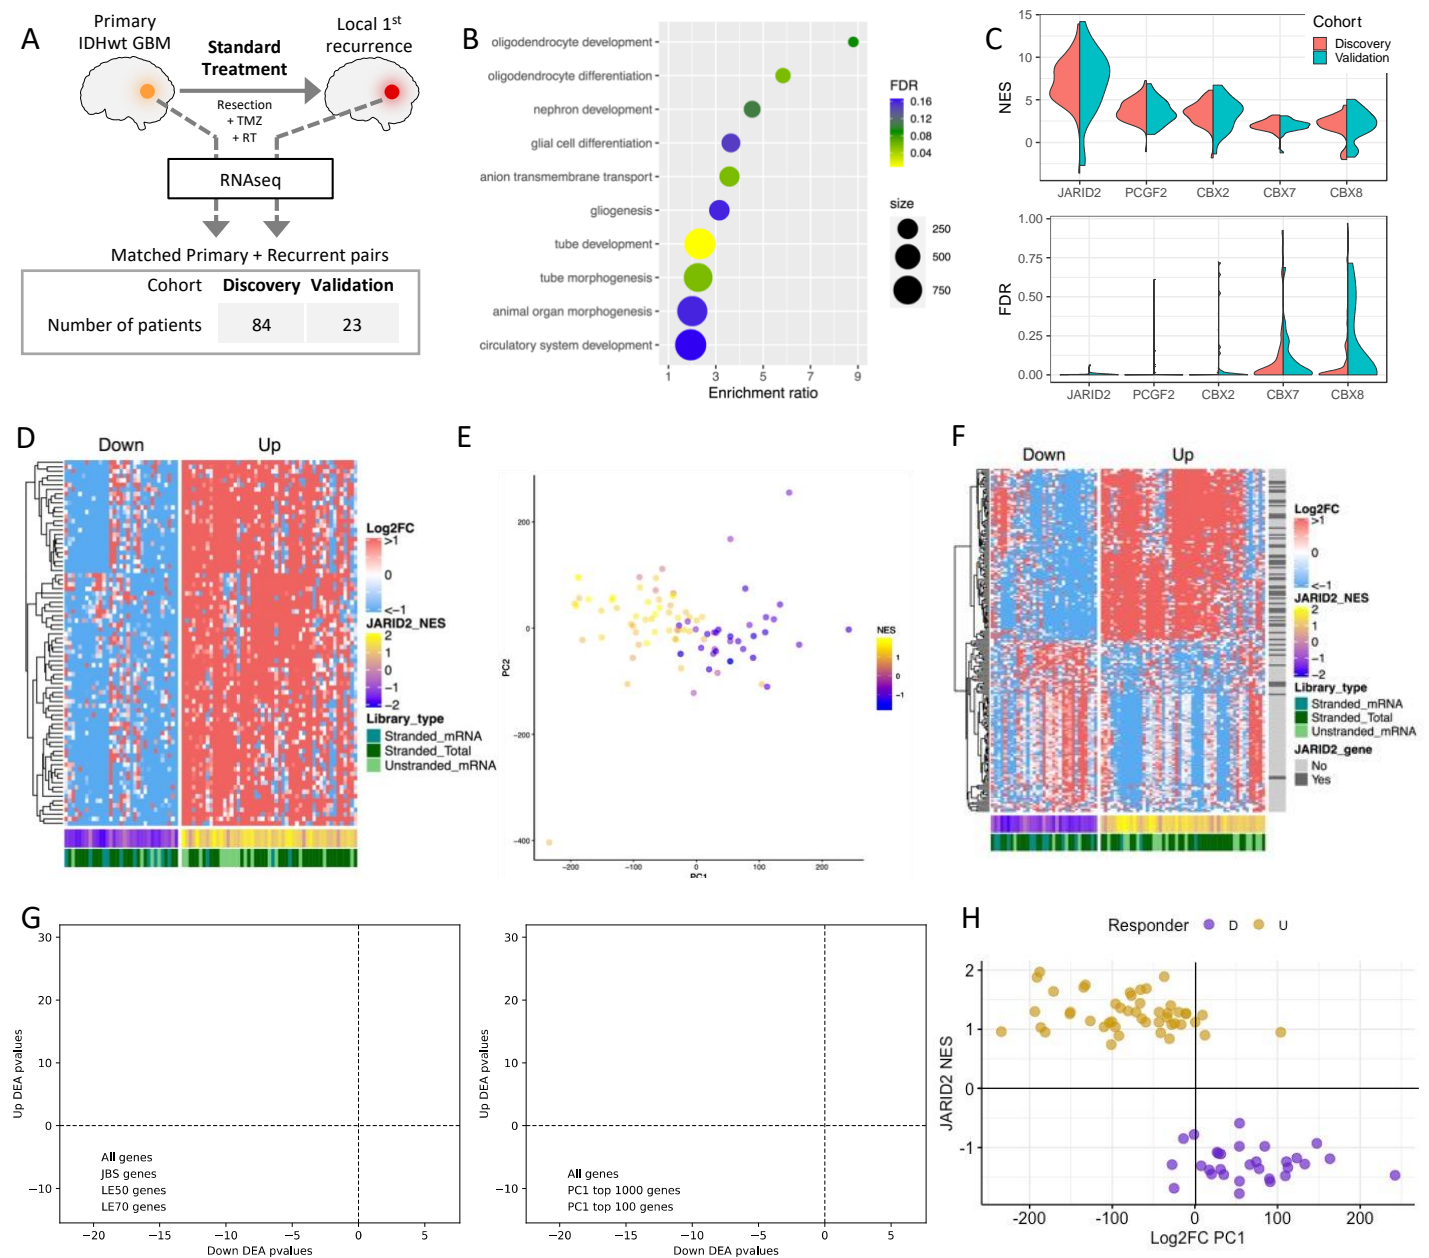 A
Primary
IDHwt GBM
Standard
Treatment
Local 1st
recurrence
Resection
+ TMZ
+ RT
RNAseq
Matched Primary + Recurrent pairs
Cohort Discovery Validation
Number of patients 84 23
B
oligodendrocyte development
oligodendrocyte differentiation
nephron development
glial cell differentiation
anion transmembrane transport
gliogenesis
tube development
tube morphogenesis
animal organ morphogenesis
circulatory system development
1 3 5 7 9
Enrichment ratio
FDR
0.16
0.12
0.08
0.04
size
250
500
750
C
15
10
5
0
NES
Cohort
Discovery
Validation
JARID2 PCGF2 CBX2 CBX7 CBX8
1.00
0.75
0.50
0.25
0.00
FDR
JARID2 PCGF2 CBX2 CBX7 CBX8
D
Down Up
Log2FC
>1
0
<-1
JARID2_NES
2
1
0
-1
-2
Library_type
Stranded_mRNA
Stranded_Total
Unstranded_mRNA
E
200
0
-200
-400
PC2
-200 -100 0 100 200
PC1
NES
1
0
-1
F
Down Up
Log2FC
>1
0
<-1
JARID2_NES
2
1
0
-1
-2
Library_type
Stranded_mRNA
Stranded_Total
Unstranded_mRNA
JARID2_gene
No
Yes
G
30
20
10
0
−10
Up DEA pvalues
All genes
JBS genes
LE50 genes
LE70 genes
−20 −15 −10 −5 0 5
Down DEA pvalues
30
20
10
0
−10
Up DEA pvalues
All genes
PC1 top 1000 genes
PC1 top 100 genes
−20 −15 −10 −5 0 5
Down DEA pvalues
H
Responder D U
2
1
0
-1
JARID2 NES
-200 -100 0 100 200
Log2FC PC1